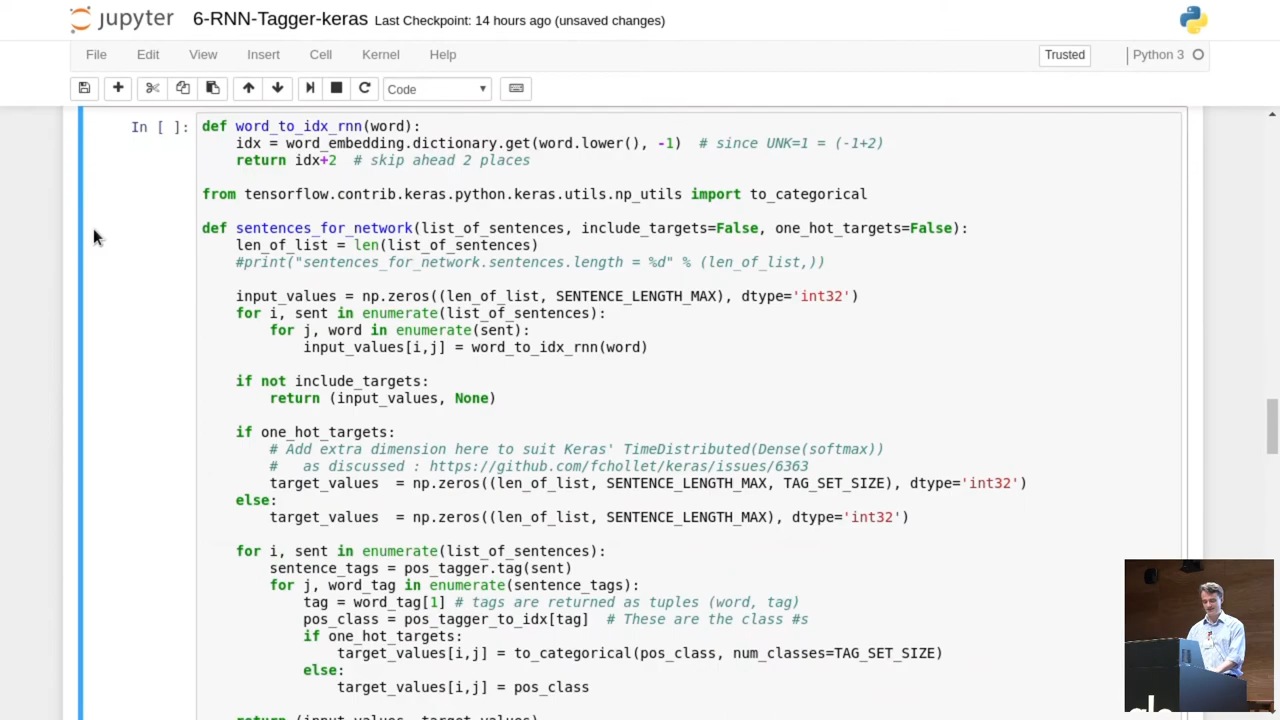 jupyter 6-RNN-Tagger-keras Last Checkpoint: 14 hours ago (unsaved changes)
File Edit View Insert Cell Kernel Help Trusted Python 3
Code
In [ ]: def word_to_idx_rnn(word):
    idx = word_embedding.dictionary.get(word.lower(), -1)  # since UNK=1 = (-1+2)
    return idx+2  # skip ahead 2 places
from tensorflow.contrib.keras.python.keras.utils.np_utils import to_categorical
def sentences_for_network(list_of_sentences, include_targets=False, one_hot_targets=False):
    len_of_list = len(list_of_sentences)
    #print("sentences_for_network.sentences.length = %d" % (len_of_list,))
    input_values = np.zeros((len_of_list, SENTENCE_LENGTH_MAX), dtype='int32')
    for i, sent in enumerate(list_of_sentences):
        for j, word in enumerate(sent):
            input_values[i,j] = word_to_idx_rnn(word)
    if not include_targets:
        return (input_values, None)
    if one_hot_targets:
        # Add extra dimension here to suit Keras' TimeDistributed(Dense(softmax))
        #   as discussed : https://github.com/fchollet/keras/issues/6363
        target_values  = np.zeros((len_of_list, SENTENCE_LENGTH_MAX, TAG_SET_SIZE), dtype='int32')
    else:
        target_values  = np.zeros((len_of_list, SENTENCE_LENGTH_MAX), dtype='int32')
    for i, sent in enumerate(list_of_sentences):
        sentence_tags = pos_tagger.tag(sent)
        for j, word_tag in enumerate(sentence_tags):
            tag = word_tag[1] # tags are returned as tuples (word, tag)
            pos_class = pos_tagger_to_idx[tag]  # These are the class #s
            if one_hot_targets:
                target_values[i,j] = to_categorical(pos_class, num_classes=TAG_SET_SIZE)
            else:
                target_values[i,j] = pos_class
    return (input_values, target_values)